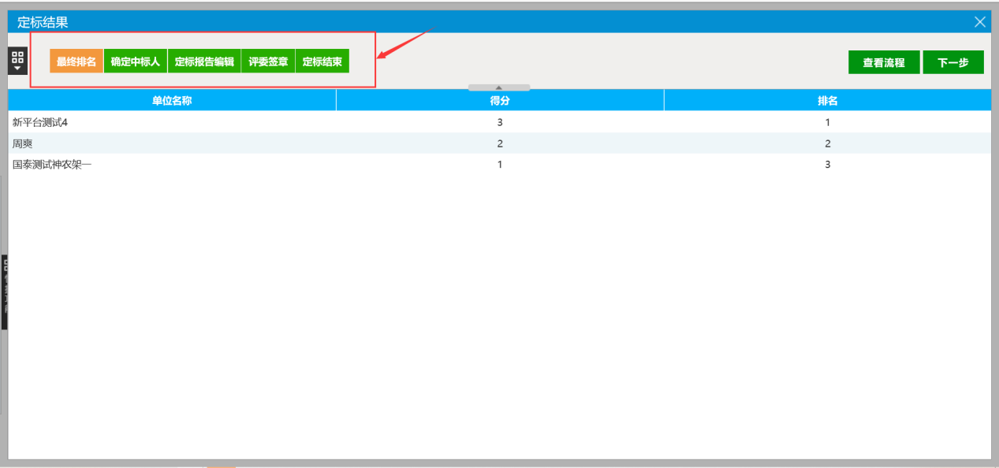 定标结果
最终排名 确定中标人 定标报告编辑 评委签章 定标结束 查看流程 下一步
单位名称 得分 排名
新平台测试4 3 1
周爽 2 2
国泰测试神农架一 1 3